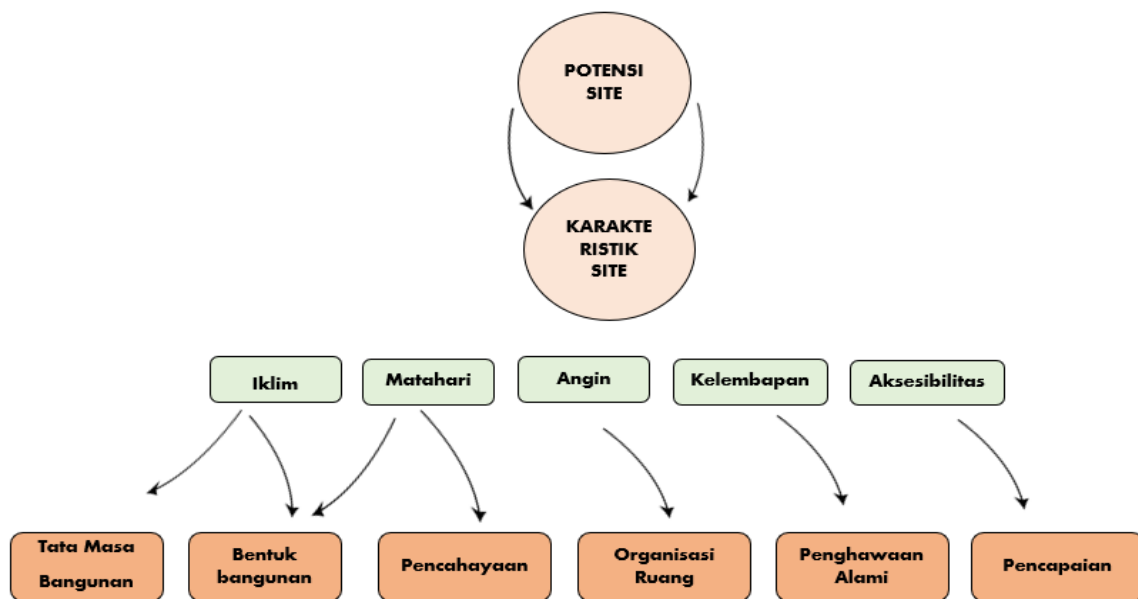 POTENSI
SITE
KARAKTE
RISTIK
SITE
Iklim
Matahari
Angin
Kelembapan
Aksesibilitas
Tata Masa
Bangunan
Bentuk
bangunan
Pencahayaan
Organisasi
Ruang
Penghawaan
Alami
Pencapaian